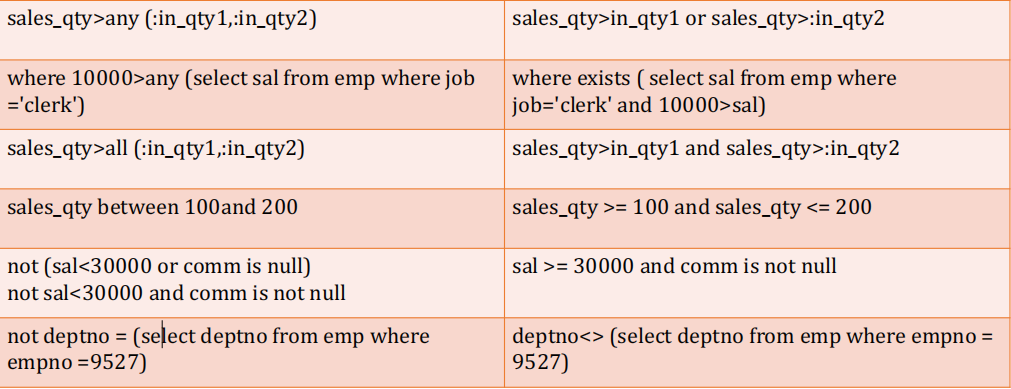 sales_qty>any (:in_qty1,:in_qty2)
sales_qty>in_qty1 or sales_qty>:in_qty2
where 10000>any (select sal from emp where job
='clerk')
where exists ( select sal from emp where
job='clerk' and 10000>sal)
sales_qty>all (:in_qty1,:in_qty2)
sales_qty>in_qty1 and sales_qty>:in_qty2
sales_qty between 100and 200
sales_qty >= 100 and sales_qty <= 200
not (sal<30000 or comm is null)
not sal<30000 and comm is not null
sal >= 30000 and comm is not null
not deptno = (select deptno from emp where
empno =9527)
deptno<> (select deptno from emp where empno =
9527)